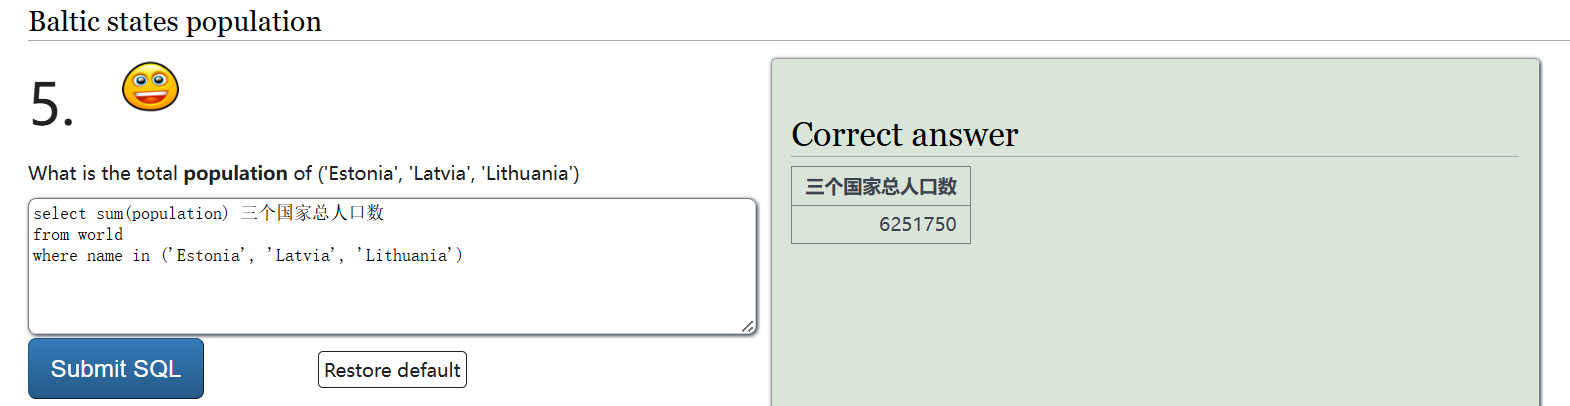 Baltic states population
5.
What is the total population of ('Estonia', 'Latvia', 'Lithuania')
select sum(population) 三个国家总人口数
from world
where name in ('Estonia', 'Latvia', 'Lithuania')
Submit SQL
Restore default
Correct answer
三个国家总人口数
6251750